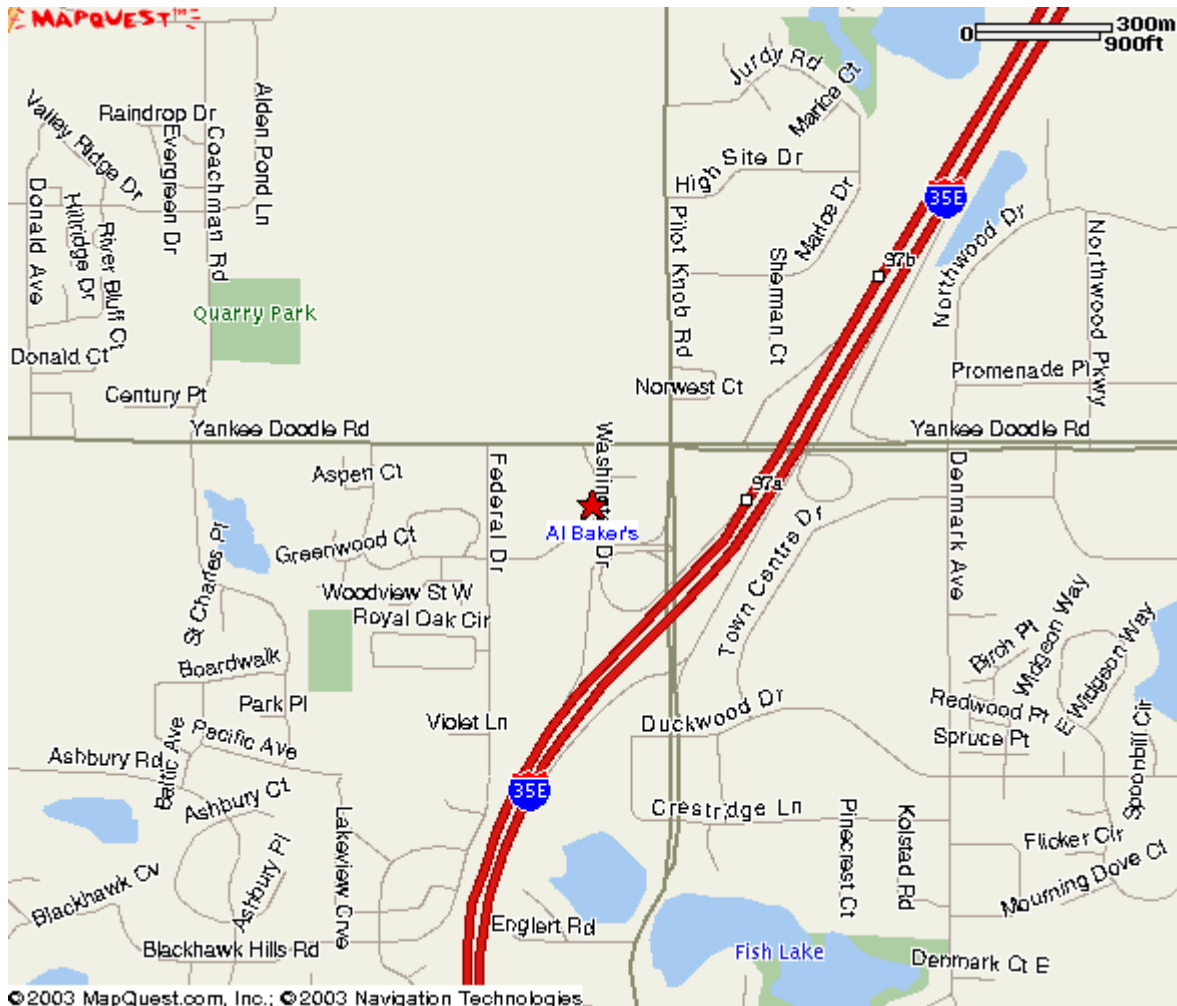 MAPQUEST™
0 300m
900ft
Jurdy Rd
Marice Ct
Alden Pond Ln
Valley Ridge Dr
Raindrop Dr
Evergreen Dr
Coachman Rd
High Site Dr
35E
Donald Ave
Hillridge Dr
River Bluff Ct
Pilot Knob Rd
Marice Dr
Sherman Ct
97b
Northwood Dr
Northwood Pkwy
Quarry Park
Donald Ct
Century Pt
Norwest Ct
Promenade Pl
Yankee Doodle Rd
Yankee Doodle Rd
Aspen Ct
Federal Dr
Al Baker's
97a
Denmark Ave
St Charles Pl
Greenwood Ct
Town Centre Dr
Woodview St W
Royal Oak Cir
Birch Pt
Widgeon Way
E Widgeon Way
Boardwalk
Park Pl
Redwood Pt
Violet Ln
Duckwood Dr
Spruce Pt
Baltic Ave
Pacific Ave
Ashbury Rd
Spoonbill Cir
35E
Ashbury Ct
Lakeview Crve
Crestridge Ln
Pinecrest Ct
Kolstad Rd
Flicker Cir
Mourning Dove Ct
Blackhawk Cv
Ashbury Pl
Englert Rd
Blackhawk Hills Rd
Fish Lake
Denmark Ct E
©2003 MapQuest.com, Inc.; ©2003 Navigation Technologies